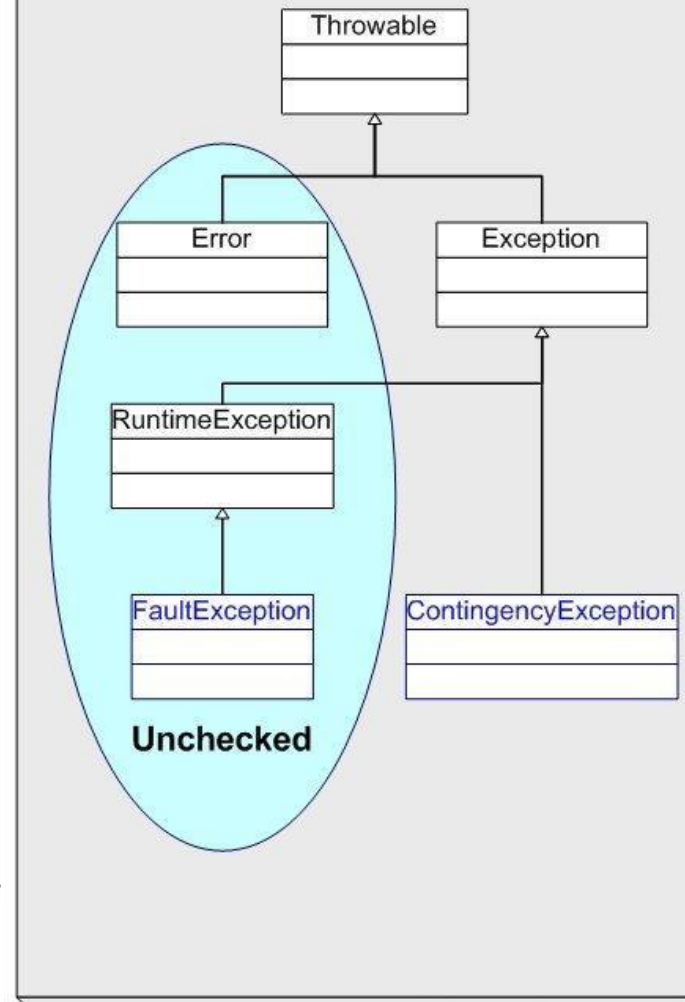 Throwable
Error
Exception
RuntimeException
FaultException
ContingencyException
Unchecked